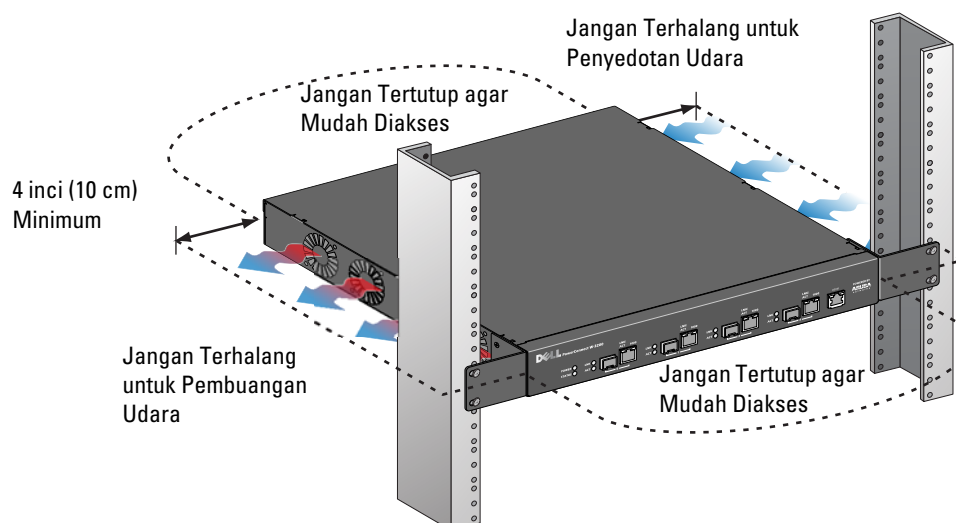 Jangan Terhalang untuk
Penyedotan Udara
Jangan Tertutup agar
Mudah Diakses
4 inci (10 cm)
Minimum
DELL
ARUBA
Jangan Terhalang
untuk Pembuangan
Udara
Jangan Tertutup agar
Mudah Diakses